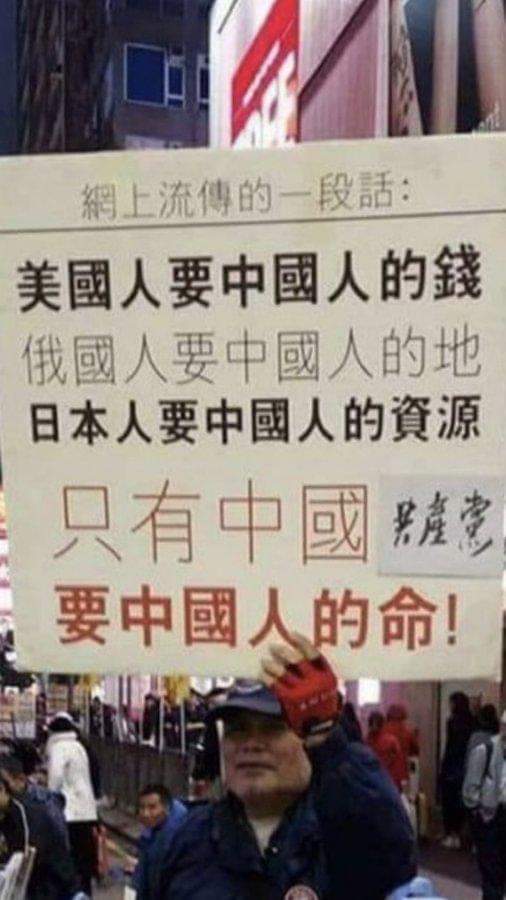 網上流傳的一段話：
美國人要中國人的錢
俄國人要中國人的地
日本人要中國人的資源
只有中國共產黨
要中國人的命!